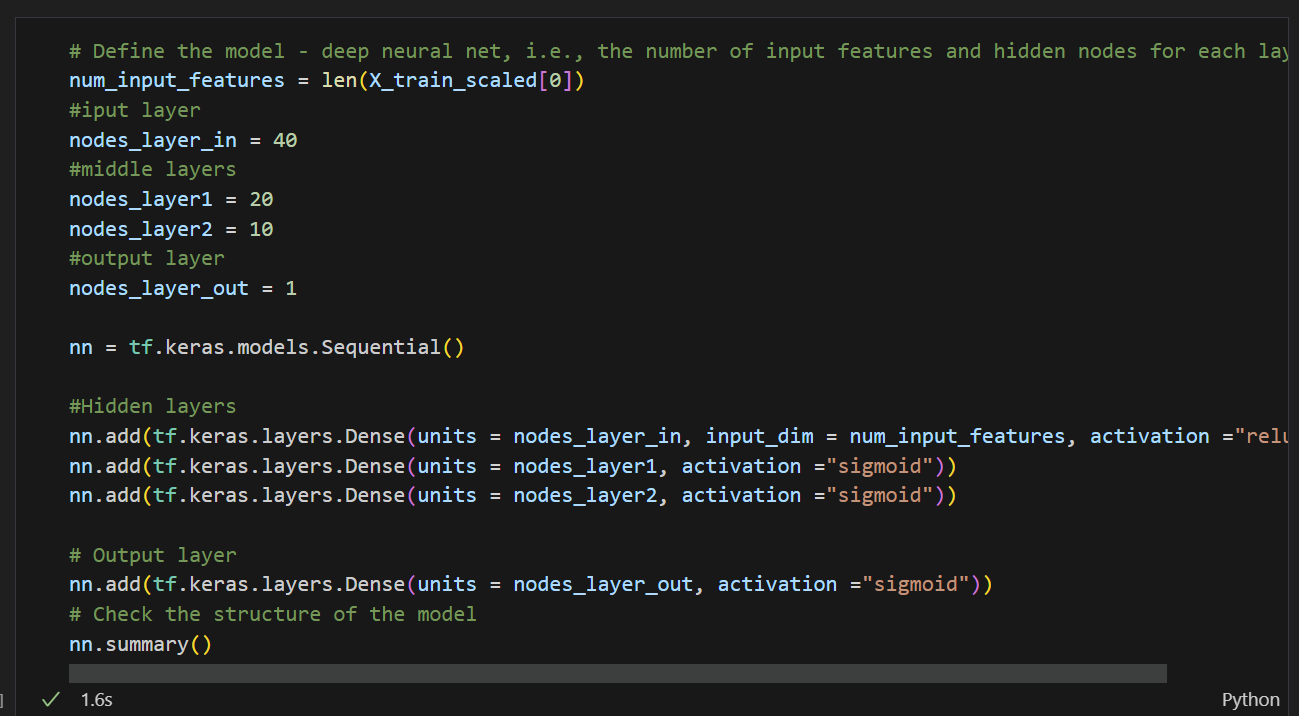 # Define the model - deep neural net, i.e., the number of input features and hidden nodes for each lay
num_input_features = len(X_train_scaled[0])
#iput layer
nodes_layer_in = 40
#middle layers
nodes_layer1 = 20
nodes_layer2 = 10
#output layer
nodes_layer_out = 1
nn = tf.keras.models.Sequential()
#Hidden layers
nn.add(tf.keras.layers.Dense(units = nodes_layer_in, input_dim = num_input_features, activation ="relu
nn.add(tf.keras.layers.Dense(units = nodes_layer1, activation ="sigmoid"))
nn.add(tf.keras.layers.Dense(units = nodes_layer2, activation ="sigmoid"))
# Output layer
nn.add(tf.keras.layers.Dense(units = nodes_layer_out, activation ="sigmoid"))
# Check the structure of the model
nn.summary()
] 1.6s Python